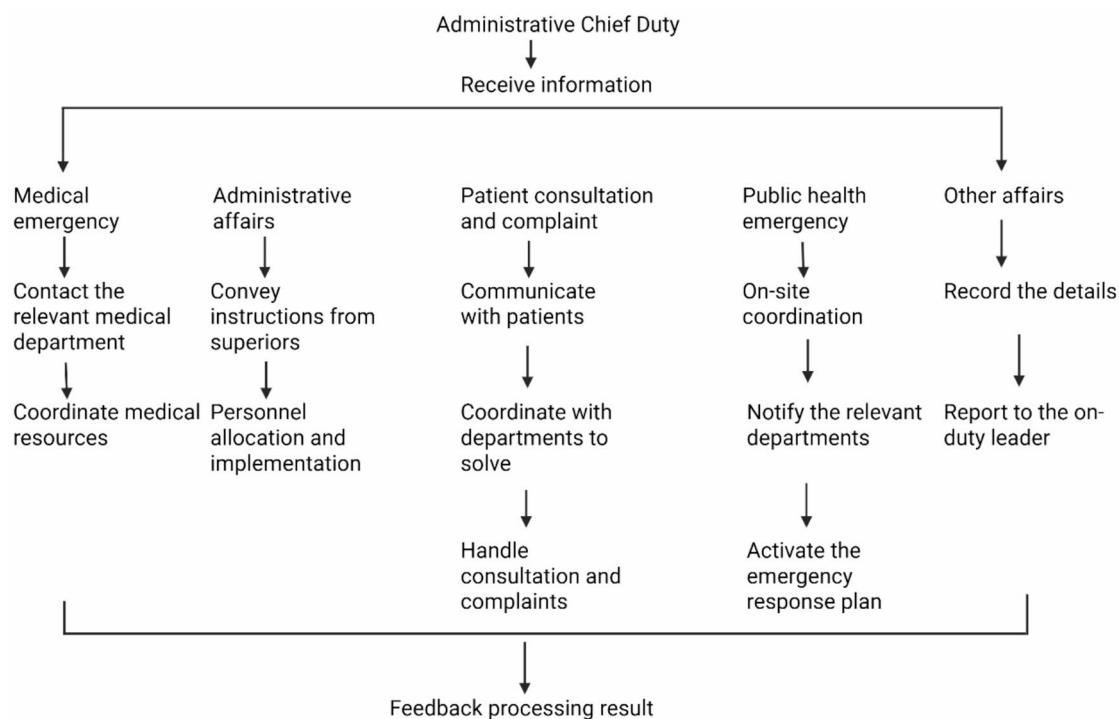 Administrative Chief Duty
Receive information
Medical
emergency
Administrative
affairs
Patient consultation
and complaint
Public health
emergency
Other affairs
Contact the
relevant medical
department
Convey
instructions from
superiors
Communicate
with patients
On-site
coordination
Record the details
Coordinate medical
resources
Personnel
allocation and
implementation
Coordinate with
departments to
solve
Notify the relevant
departments
Report to the on-
duty leader
Handle
consultation and
complaints
Activate the
emergency
response plan
Feedback processing result